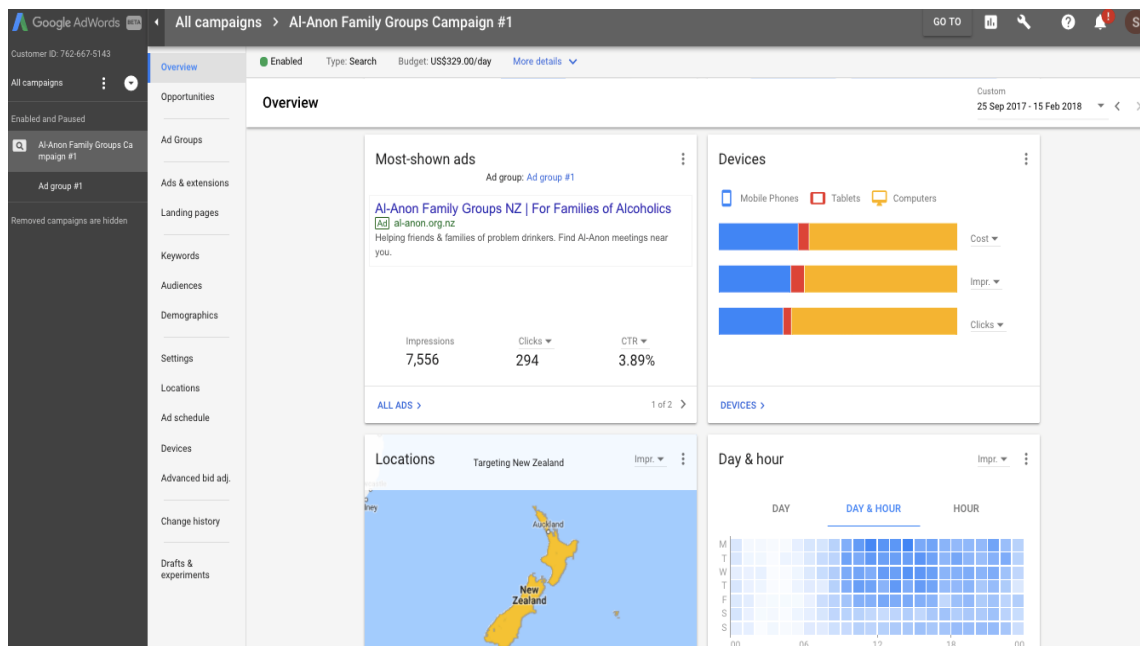 Google AdWords BETA
All campaigns > Al-Anon Family Groups Campaign #1
GO TO
!
S
Customer ID: 762-667-5143
All campaigns
Enabled and Paused
Al-Anon Family Groups Ca
mpaign #1
Ad group #1
Removed campaigns are hidden
Overview
Opportunities
Ad Groups
Ads & extensions
Landing pages
Keywords
Audiences
Demographics
Settings
Locations
Ad schedule
Devices
Advanced bid adj.
Change history
Drafts &
experiments
Enabled Type: Search Budget: US$329.00/day More details
Overview
Custom
25 Sep 2017 - 15 Feb 2018
Most-shown ads
Ad group: Ad group #1
Al-Anon Family Groups NZ | For Families of Alcoholics
Ad al-anon.org.nz
Helping friends & families of problem drinkers. Find Al-Anon meetings near
you.
Impressions Clicks CTR
7,556 294 3.89%
ALL ADS > 1 of 2 >
Devices
Mobile Phones Tablets Computers
Cost
Impr.
Clicks
DEVICES >
Locations Targeting New Zealand Impr.
Auckland
New
Zealand
Day & hour Impr.
DAY DAY & HOUR HOUR
M
T
W
T
F
S
S
00 06 12 18 00